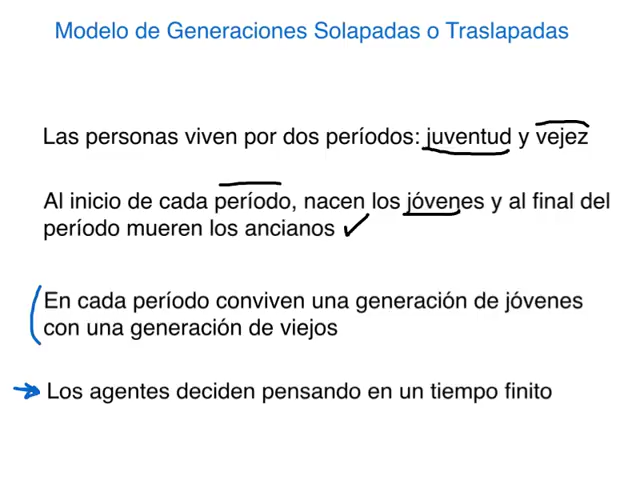 Modelo de Generaciones Solapadas o Traslapadas
Las personas viven por dos períodos: juventud y vejez
Al inicio de cada período, nacen los jóvenes y al final del
período mueren los ancianos
En cada período conviven una generación de jóvenes
con una generación de viejos
Los agentes deciden pensando en un tiempo finito